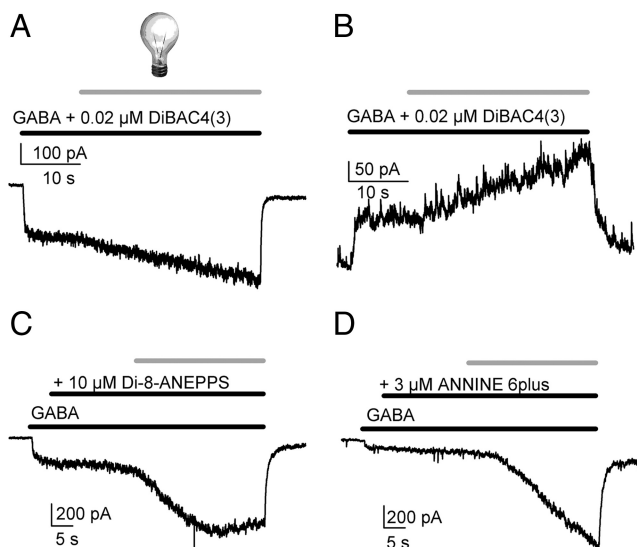 A
GABA + 0.02 µM DiBAC4(3)
100 pA
10 s
B
GABA + 0.02 µM DiBAC4(3)
50 pA
10 s
C
+ 10 µM Di-8-ANEPPS
GABA
200 pA
5 s
D
+ 3 µM ANNINE 6plus
GABA
200 pA
5 s